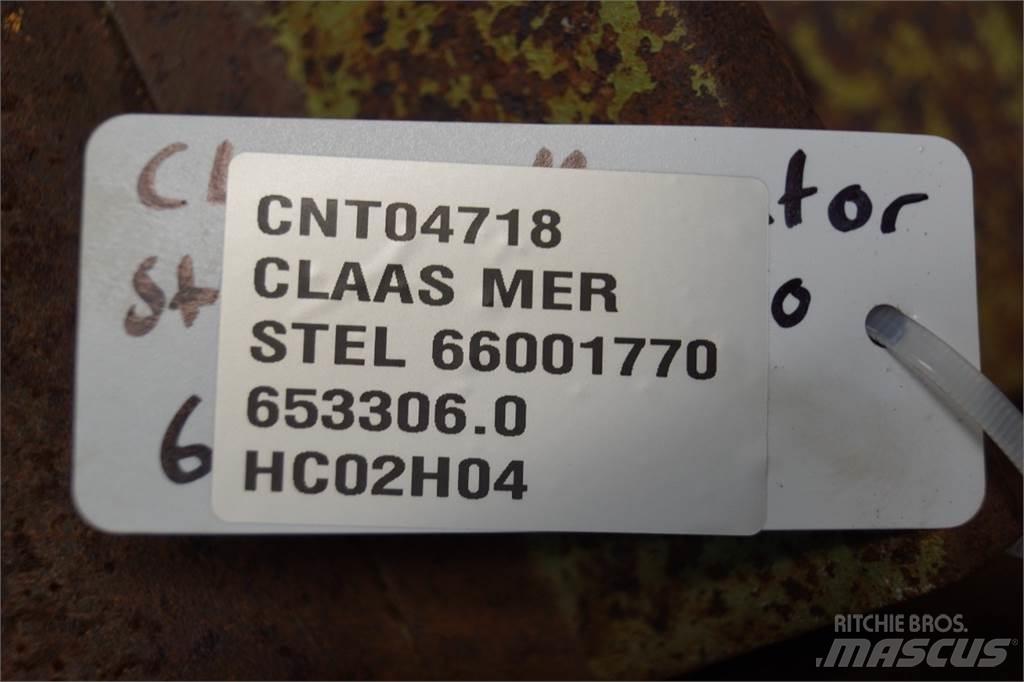 CNT04718
CLAAS MER
STEL 66001770
653306.0
HC02H04
RITCHIE BROS.
MASCUS